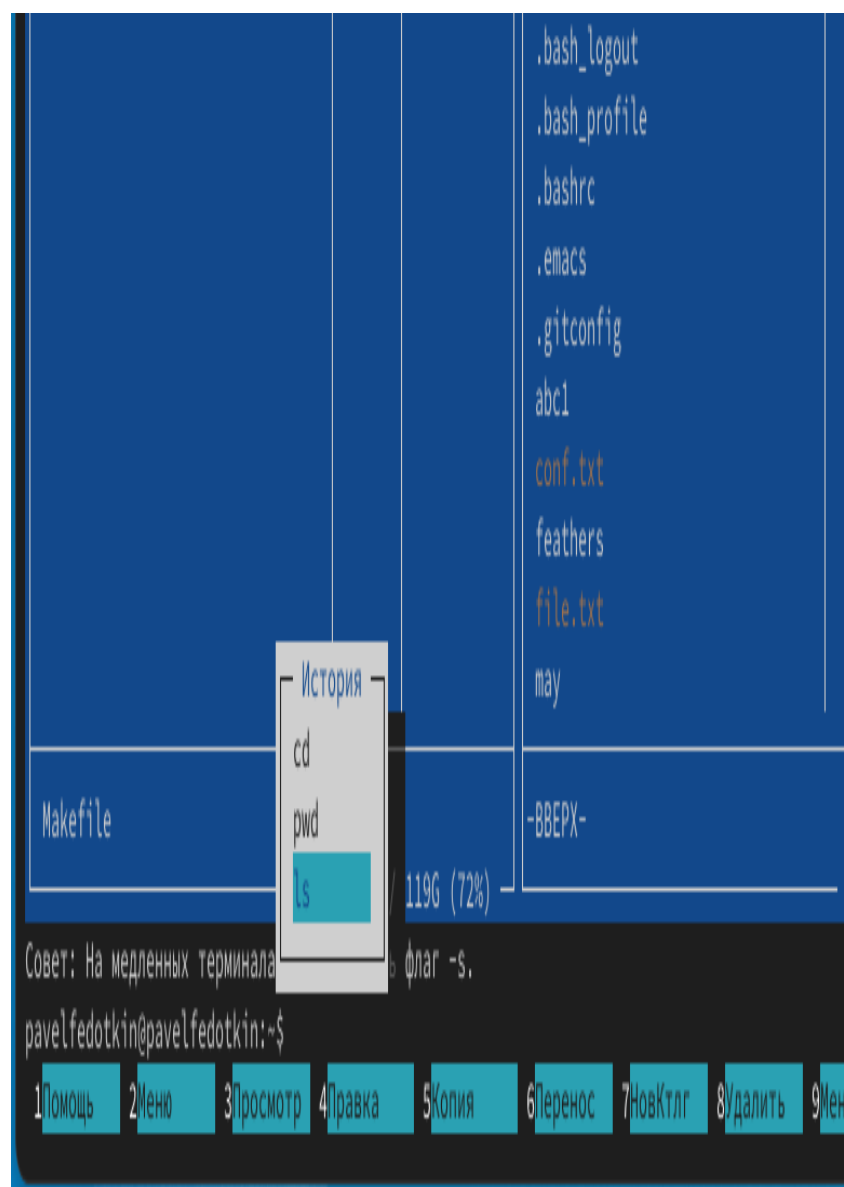 .bash_logout
.bash_profile
.bashrc
.emacs
.gitconfig
abc1
conf.txt
feathers
file.txt
may
История
cd
pwd
ls
Makefile
-ВВЕРХ-
/ 119G (72%)
Совет: На медленных терминала ь флаг -s.
pavelfedotkin@pavelfedotkin:~$
1Помощь 2Меню 3Просмотр 4Правка 5Копия 6Перенос 7НовКтлг 8Удалить 9Мен